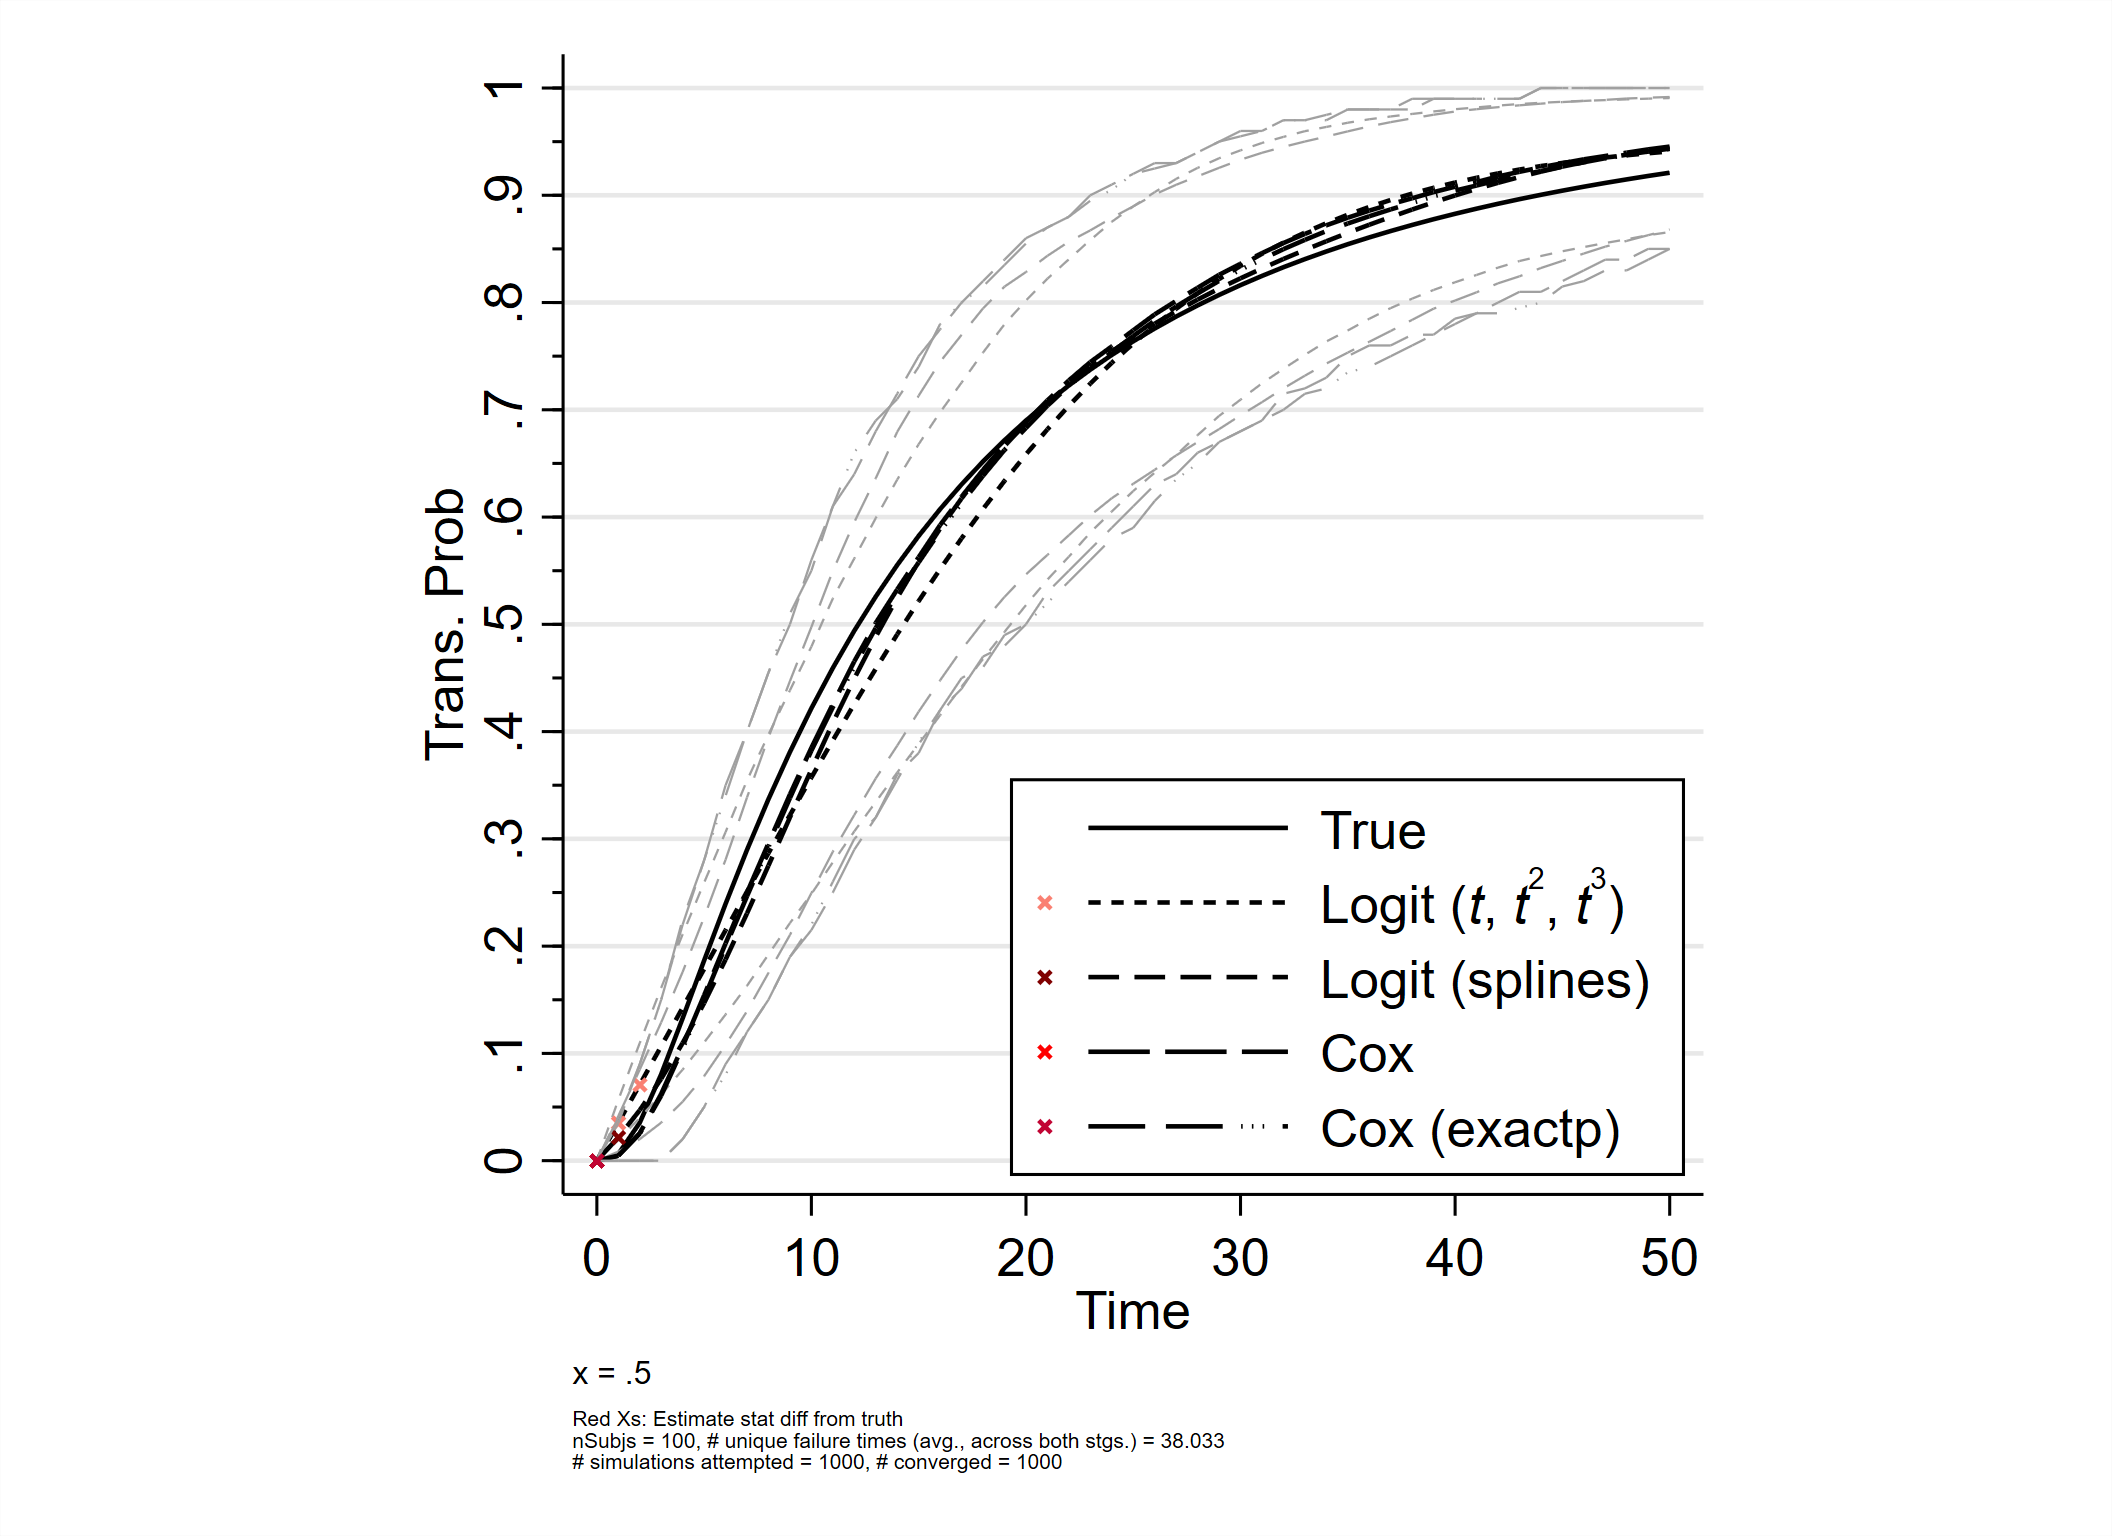 1
.9
.8
.7
.6
.5
.4
.3
.2
.1
0
Trans. Prob
True
Logit (t, t², t³)
Logit (splines)
Cox
Cox (exactp)
0 10 20 30 40 50
Time
x = .5
Red Xs: Estimate stat diff from truth
nSubjs = 100, # unique failure times (avg., across both stgs.) = 38.033
# simulations attempted = 1000, # converged = 1000